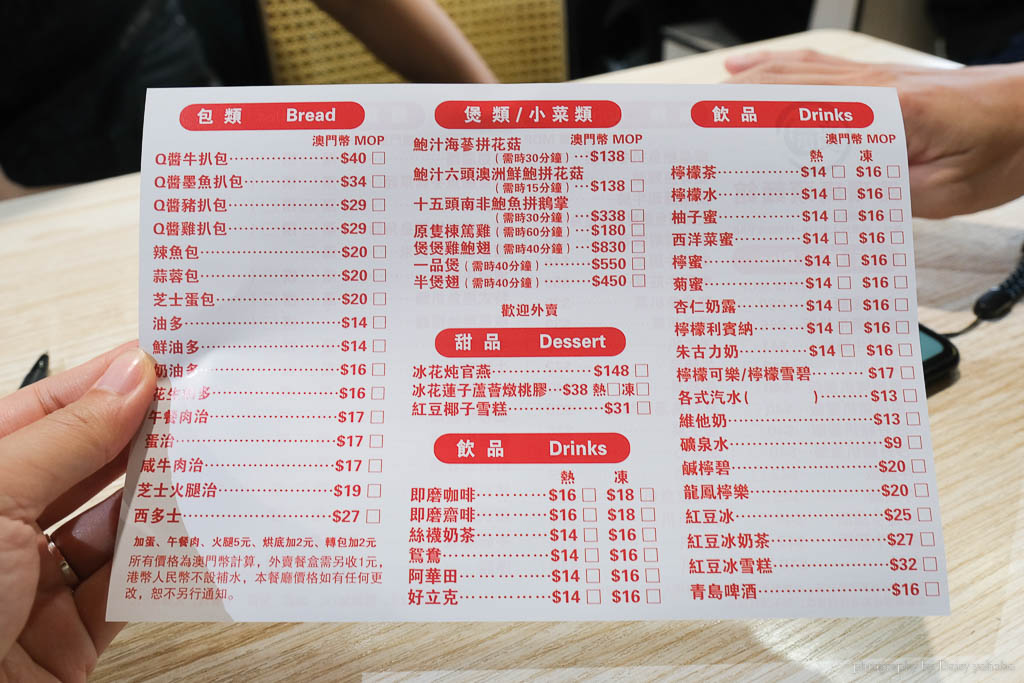 包類 Bread
澳門幣 MOP
Q醬牛扒包 $40
Q醬墨魚扒包 $34
Q醬豬扒包 $29
Q醬雞扒包 $29
辣魚包 $20
蒜蓉包 $20
芝士蛋包 $20
油多 $14
鮮油多 $14
奶油多 $16
花生 多 $16
午餐肉治 $17
蛋治 $17
咸牛肉治 $17
芝士火腿治 $19
西多士 $27
加蛋、午餐肉、火腿5元、烘底加2元、轉包加2元
所有價格為澳門幣計算，外賣餐盒需另收1元，
港幣人民幣不設補水，本餐廳價格如有任何更
改，恕不另行通知。
煲類/小菜類
澳門幣 MOP
鮑汁海蔘拼花菇
(需時30分鐘) $138
鮑汁六頭澳洲鮮鮑拼花菇
(需時15分鐘) $138
十五頭南非鮑魚拼鵝掌
(需時30分鐘) $338
原隻棟篤雞 (需時60分鐘) $180
煲煲雞鮑翅 (需時40分鐘) $830
一品煲 (需時40分鐘) $550
半煲翅 (需時40分鐘) $450
歡迎外賣
甜品 Dessert
冰花炖官燕 $148
冰花蓮子蘆薈燉桃膠 $38 熱 凍
紅豆椰子雪糕 $31
飲品 Drinks
熱 凍
即磨咖啡 $16 $18
即磨齋啡 $16 $18
絲襪奶茶 $14 $16
鴛鴦 $14 $16
阿華田 $14 $16
好立克 $14 $16
飲品 Drinks
澳門幣 MOP
熱 凍
檸檬茶 $14 $16
檸檬水 $14 $16
柚子蜜 $14 $16
西洋菜蜜 $14 $16
檸蜜 $14 $16
菊蜜 $14 $16
杏仁奶露 $14 $16
檸檬利賓納 $14 $16
朱古力奶 $14 $16
檸檬可樂/檸檬雪碧 $17
各式汽水( ) $13
維他奶 $13
礦泉水 $9
鹹檸碧 $20
龍鳳檸樂 $20
紅豆冰 $25
紅豆冰奶茶 $27
紅豆冰雪糕 $32
青島啤酒 $16